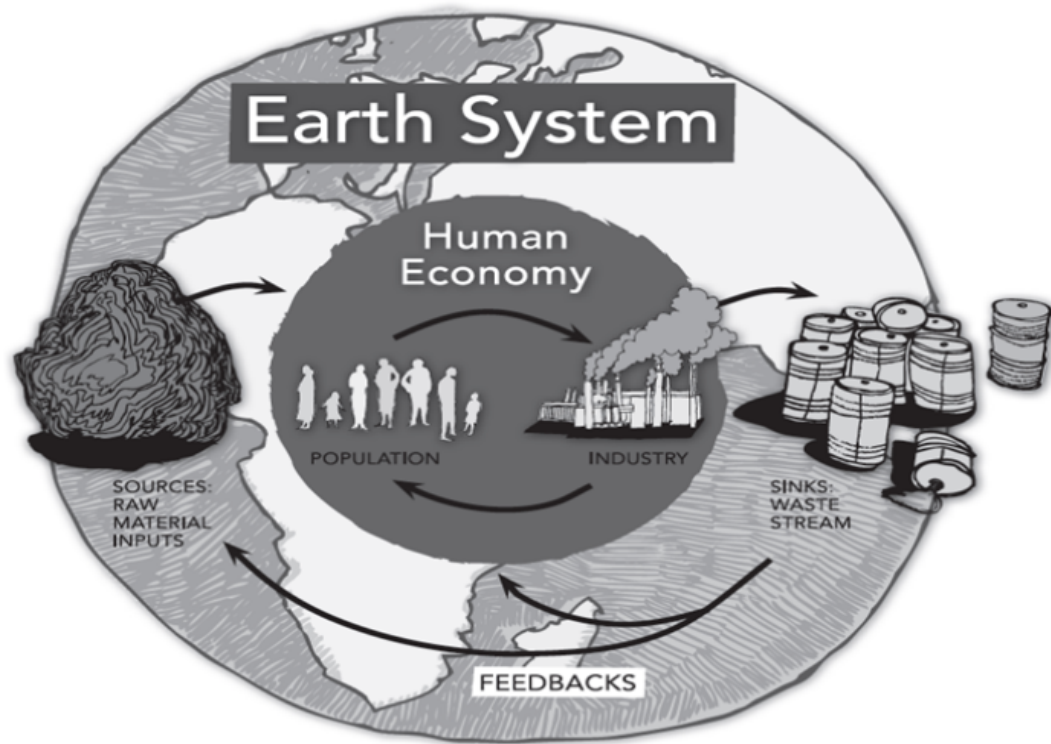 Earth System
Human
Economy
POPULATION
INDUSTRY
SOURCES:
RAW
MATERIAL
INPUTS
SINKS:
WASTE
STREAM
FEEDBACKS